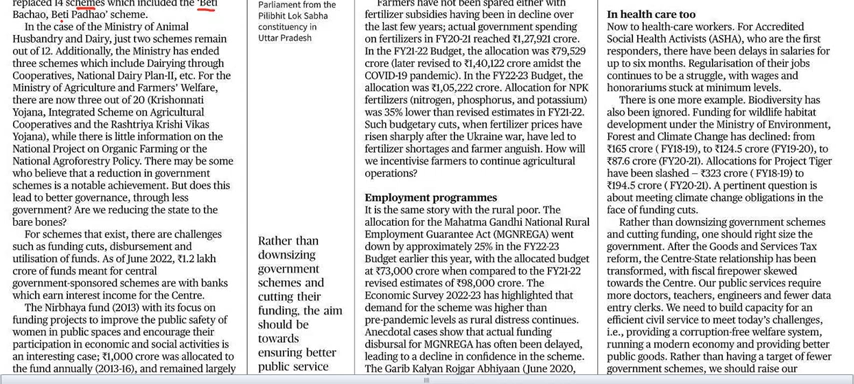 replaced 14 schemes which included the 'Beti
Bachao, Beti Padhao' scheme.
In the case of the Ministry of Animal
Husbandry and Dairy, just two schemes remain
out of 12. Additionally, the Ministry has ended
three schemes which include Dairying through
Cooperatives, National Dairy Plan-II, etc. For the
Ministry of Agriculture and Farmers' Welfare,
there are now three out of 20 (Krishonnati
Yojana, Integrated Scheme on Agricultural
Cooperatives and the Rashtriya Krishi Vikas
Yojana), while there is little information on the
National Project on Organic Farming or the
National Agroforestry Policy. There may be some
who believe that a reduction in government
schemes is a notable achievement. But does this
lead to better governance, through less
government? Are we reducing the state to the
bare bones?
For schemes that exist, there are challenges
such as funding cuts, disbursement and
utilisation of funds. As of June 2022, ₹1.2 lakh
crore of funds meant for central
government-sponsored schemes are with banks
which earn interest income for the Centre.
The Nirbhaya fund (2013) with its focus on
funding projects to improve the public safety of
women in public spaces and encourage their
participation in economic and social activities is
an interesting case; ₹1,000 crore was allocated to
the fund annually (2013-16), and remained largely
Parliament from the
Pilibhit Lok Sabha
constituency in
Uttar Pradesh
Rather than
downsizing
government
schemes and
cutting their
funding, the aim
should be
towards
ensuring better
public service
Farmers have not been spared either with
fertilizer subsidies having been in decline over
the last few years; actual government spending
on fertilizers in FY20-21 reached ₹1,27,921 crore.
In the FY21-22 Budget, the allocation was ₹79,529
crore (later revised to ₹1,40,122 crore amidst the
COVID-19 pandemic). In the FY22-23 Budget, the
allocation was ₹1,05,222 crore. Allocation for NPK
fertilizers (nitrogen, phosphorus, and potassium)
was 35% lower than revised estimates in FY21-22.
Such budgetary cuts, when fertilizer prices have
risen sharply after the Ukraine war, have led to
fertilizer shortages and farmer anguish. How will
we incentivise farmers to continue agricultural
operations?
Employment programmes
It is the same story with the rural poor. The
allocation for the Mahatma Gandhi National Rural
Employment Guarantee Act (MGNREGA) went
down by approximately 25% in the FY22-23
Budget earlier this year, with the allocated budget
at ₹73,000 crore when compared to the FY21-22
revised estimates of ₹98,000 crore. The
Economic Survey 2022-23 has highlighted that
demand for the scheme was higher than
pre-pandemic levels as rural distress continues.
Anecdotal cases show that actual funding
disbursal for MGNREGA has often been delayed,
leading to a decline in confidence in the scheme.
The Garib Kalyan Rojgar Abhiyaan (June 2020,
In health care too
Now to health-care workers. For Accredited
Social Health Activists (ASHA), who are the first
responders, there have been delays in salaries for
up to six months. Regularisation of their jobs
continues to be a struggle, with wages and
honorariums stuck at minimum levels.
There is one more example. Biodiversity has
also been ignored. Funding for wildlife habitat
development under the Ministry of Environment,
Forest and Climate Change has declined: from
₹165 crore ( FY18-19), to ₹124.5 crore (FY19-20), to
₹87.6 crore (FY20-21). Allocations for Project Tiger
have been slashed — ₹323 crore ( FY18-19) to
₹194.5 crore ( FY20-21). A pertinent question is
about meeting climate change obligations in the
face of funding cuts.
Rather than downsizing government schemes
and cutting funding, one should right size the
government. After the Goods and Services Tax
reform, the Centre-State relationship has been
transformed, with fiscal firepower skewed
towards the Centre. Our public services require
more doctors, teachers, engineers and fewer data
entry clerks. We need to build capacity for an
efficient civil service to meet today's challenges,
i.e., providing a corruption-free welfare system,
running a modern economy and providing better
public goods. Rather than having a target of fewer
government schemes, we should raise our